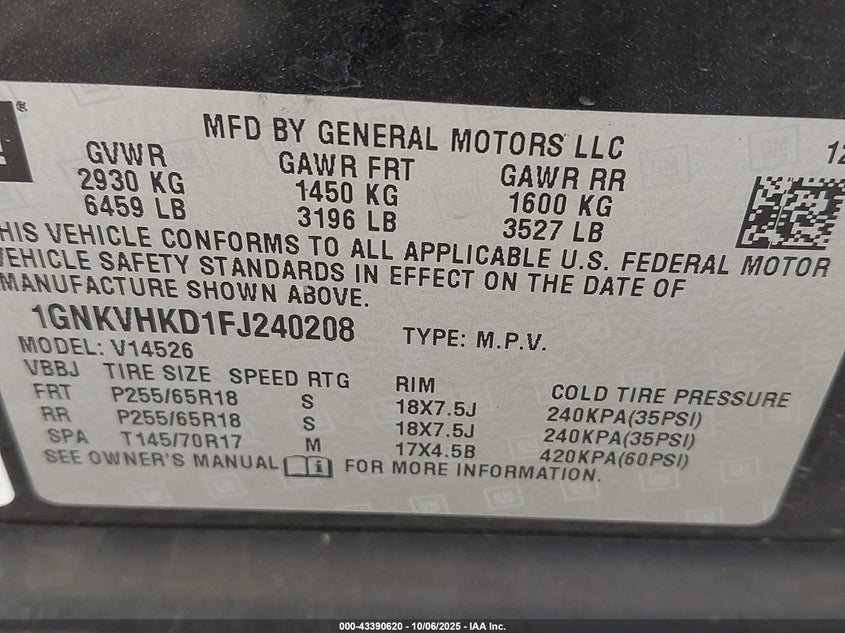 MFD BY GENERAL MOTORS LLC
12
GVWR GAWR FRT GAWR RR
2930 KG 1450 KG 1600 KG
6459 LB 3196 LB 3527 LB
HIS VEHICLE CONFORMS TO ALL APPLICABLE U.S. FEDERAL MOTOR
VEHICLE SAFETY STANDARDS IN EFFECT ON THE DATE OF
MANUFACTURE SHOWN ABOVE.
1GNKVHKD1FJ240208 TYPE: M.P.V.
MODEL: V14526
VBBJ TIRE SIZE SPEED RTG RIM COLD TIRE PRESSURE
FRT P255/65R18 S 18X7.5J 240KPA(35PSI)
RR P255/65R18 S 18X7.5J 240KPA(35PSI)
SPA T145/70R17 M 17X4.5B 420KPA(60PSI)
SEE OWNER'S MANUAL FOR MORE INFORMATION.
000-43390620 - 10/06/2025 - IAA Inc.